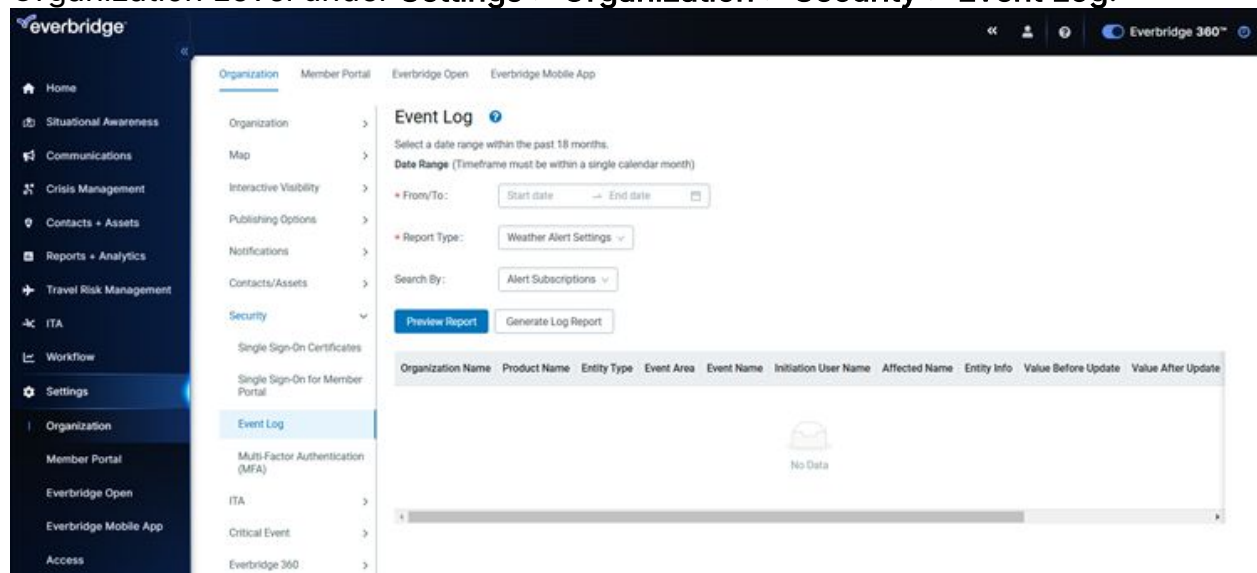 Organization Level under Settings > Organization > Security > Event Log.
everbridge
Everbridge 360™
Home
Situational Awareness
Communications
Crisis Management
Contacts + Assets
Reports + Analytics
Travel Risk Management
ITA
Workflow
Settings
Organization
Member Portal
Everbridge Open
Everbridge Mobile App
Access
Organization Member Portal Everbridge Open Everbridge Mobile App
Organization
Map
Interactive Visibility
Publishing Options
Notifications
Contacts/Assets
Security
Single Sign-On Certificates
Single Sign-On for Member
Portal
Event Log
Multi-Factor Authentication
(MFA)
ITA
Critical Event
Everbridge 360
Event Log
Select a date range within the past 18 months.
Date Range (Timeframe must be within a single calendar month)
* From/To: Start date → End date
* Report Type: Weather Alert Settings
Search By: Alert Subscriptions
Preview Report Generate Log Report
Organization Name Product Name Entity Type Event Area Event Name Initiation User Name Affected Name Entity Info Value Before Update Value After Update
No Data